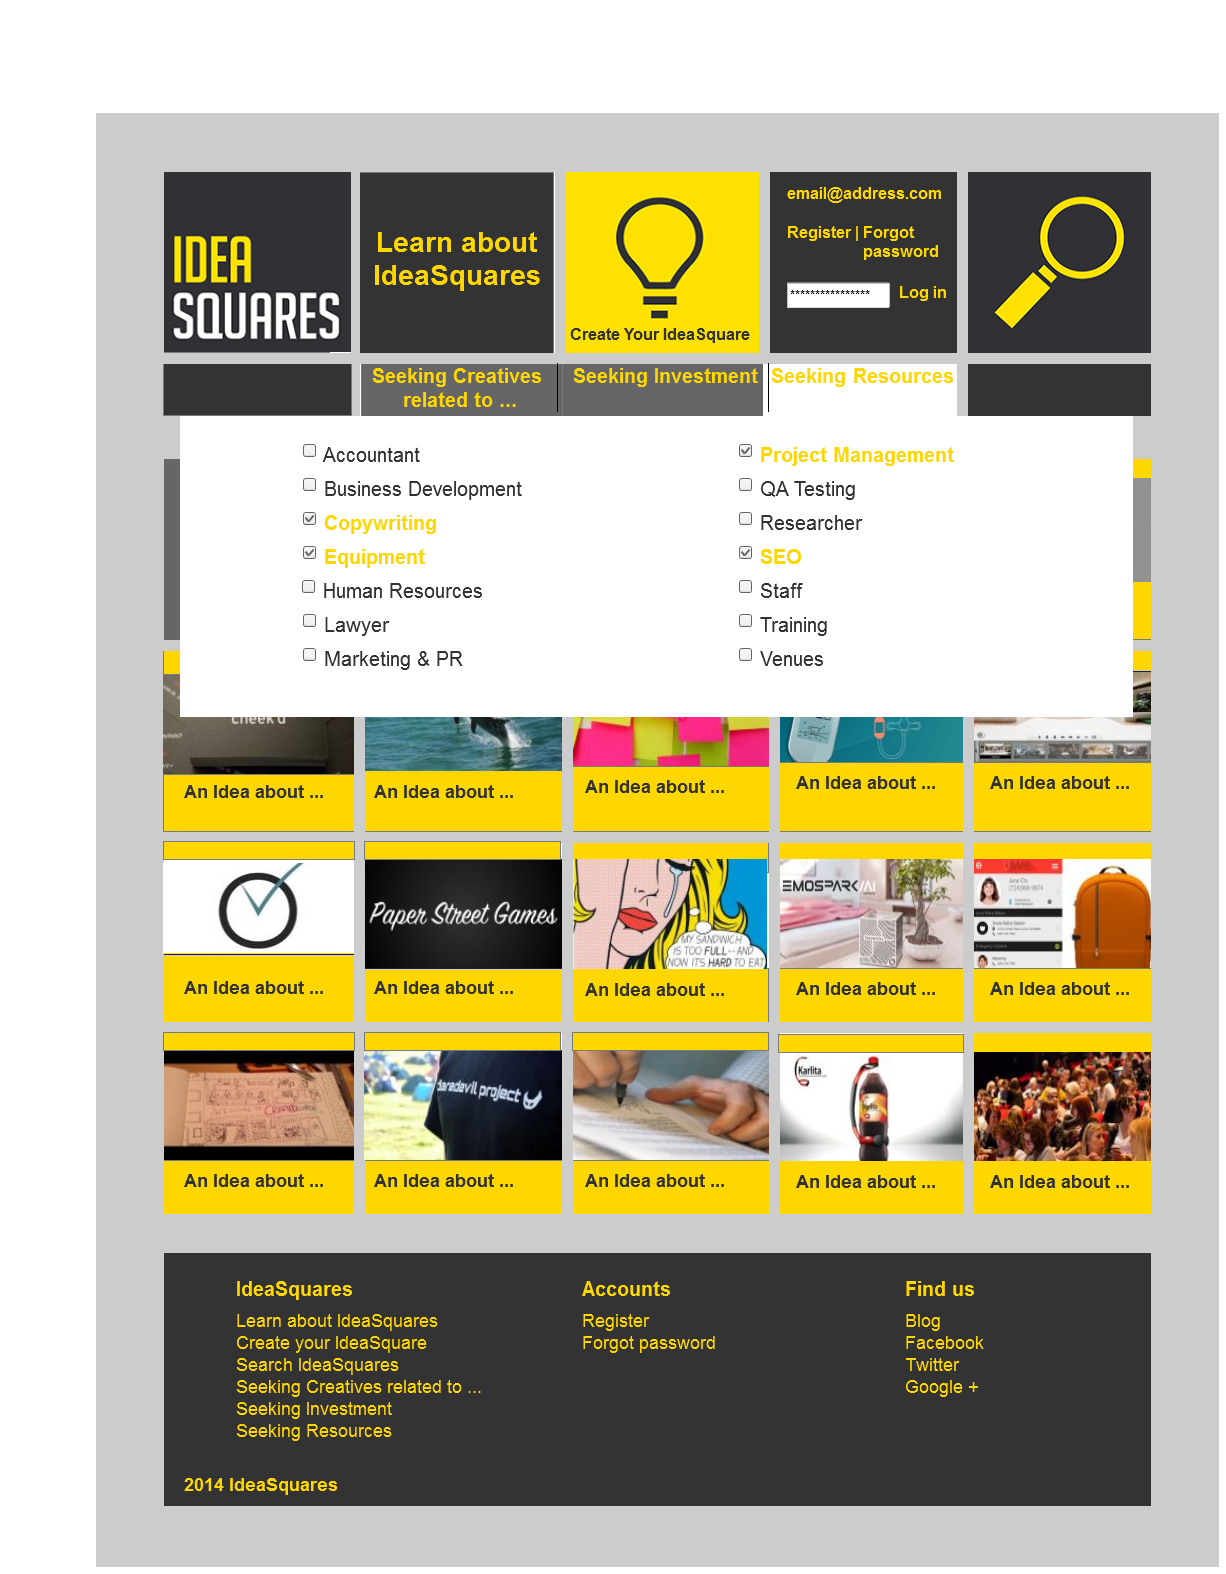 IDEA
SQUARES
Learn about
IdeaSquares
Create Your IdeaSquare
email@address.com
Register | Forgot
password
**************** Log in
Seeking Creatives
related to ...
Seeking Investment
Seeking Resources
Accountant
Business Development
Copywriting
Equipment
Human Resources
Lawyer
Marketing & PR
Project Management
QA Testing
Researcher
SEO
Staff
Training
Venues
cheek'd
An Idea about ...
An Idea about ...
An Idea about ...
An Idea about ...
An Idea about ...
Paper Street Games
MY SANDWICH
IS TOO FULL--AND
NOW IT'S HARD TO EAT
EMOSPARK/AI
Jane Do
An Idea about ...
An Idea about ...
An Idea about ...
An Idea about ...
An Idea about ...
daredevil project
Karlita
An Idea about ...
An Idea about ...
An Idea about ...
An Idea about ...
An Idea about ...
IdeaSquares
Learn about IdeaSquares
Create your IdeaSquare
Search IdeaSquares
Seeking Creatives related to ...
Seeking Investment
Seeking Resources
Accounts
Register
Forgot password
Find us
Blog
Facebook
Twitter
Google +
2014 IdeaSquares